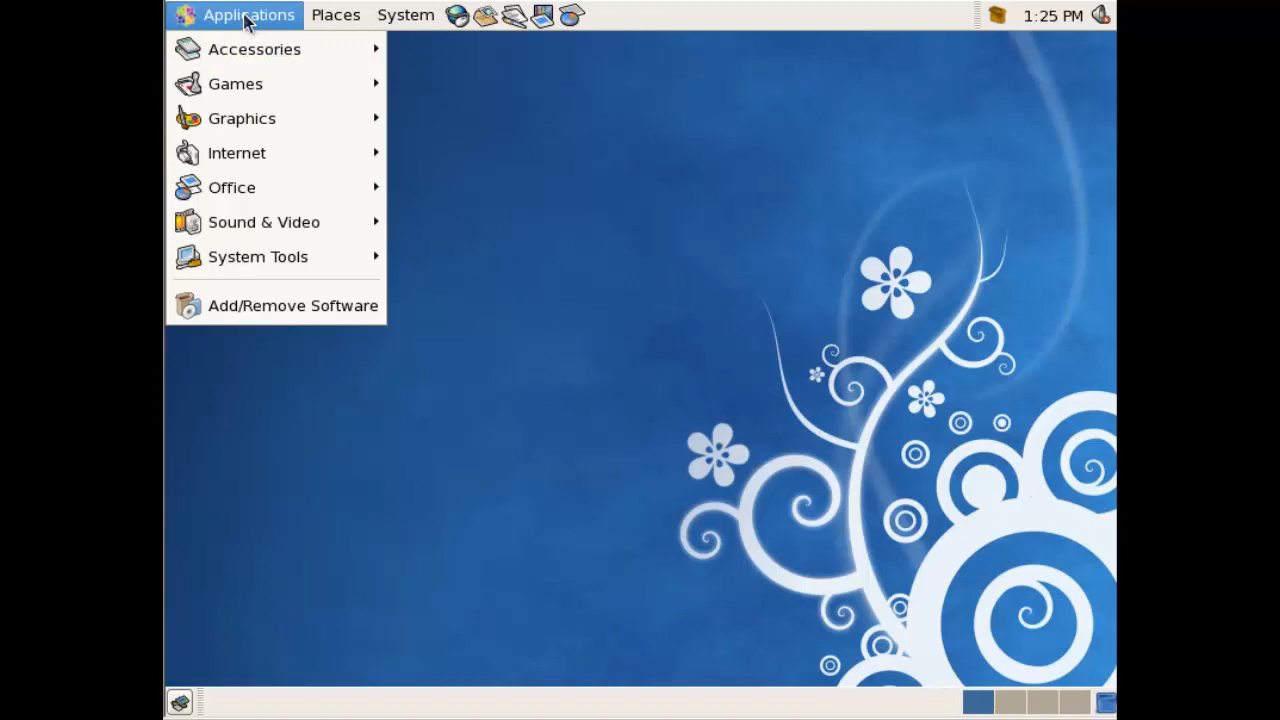 Applications Places System 1:25 PM
Accessories
Games
Graphics
Internet
Office
Sound & Video
System Tools
Add/Remove Software